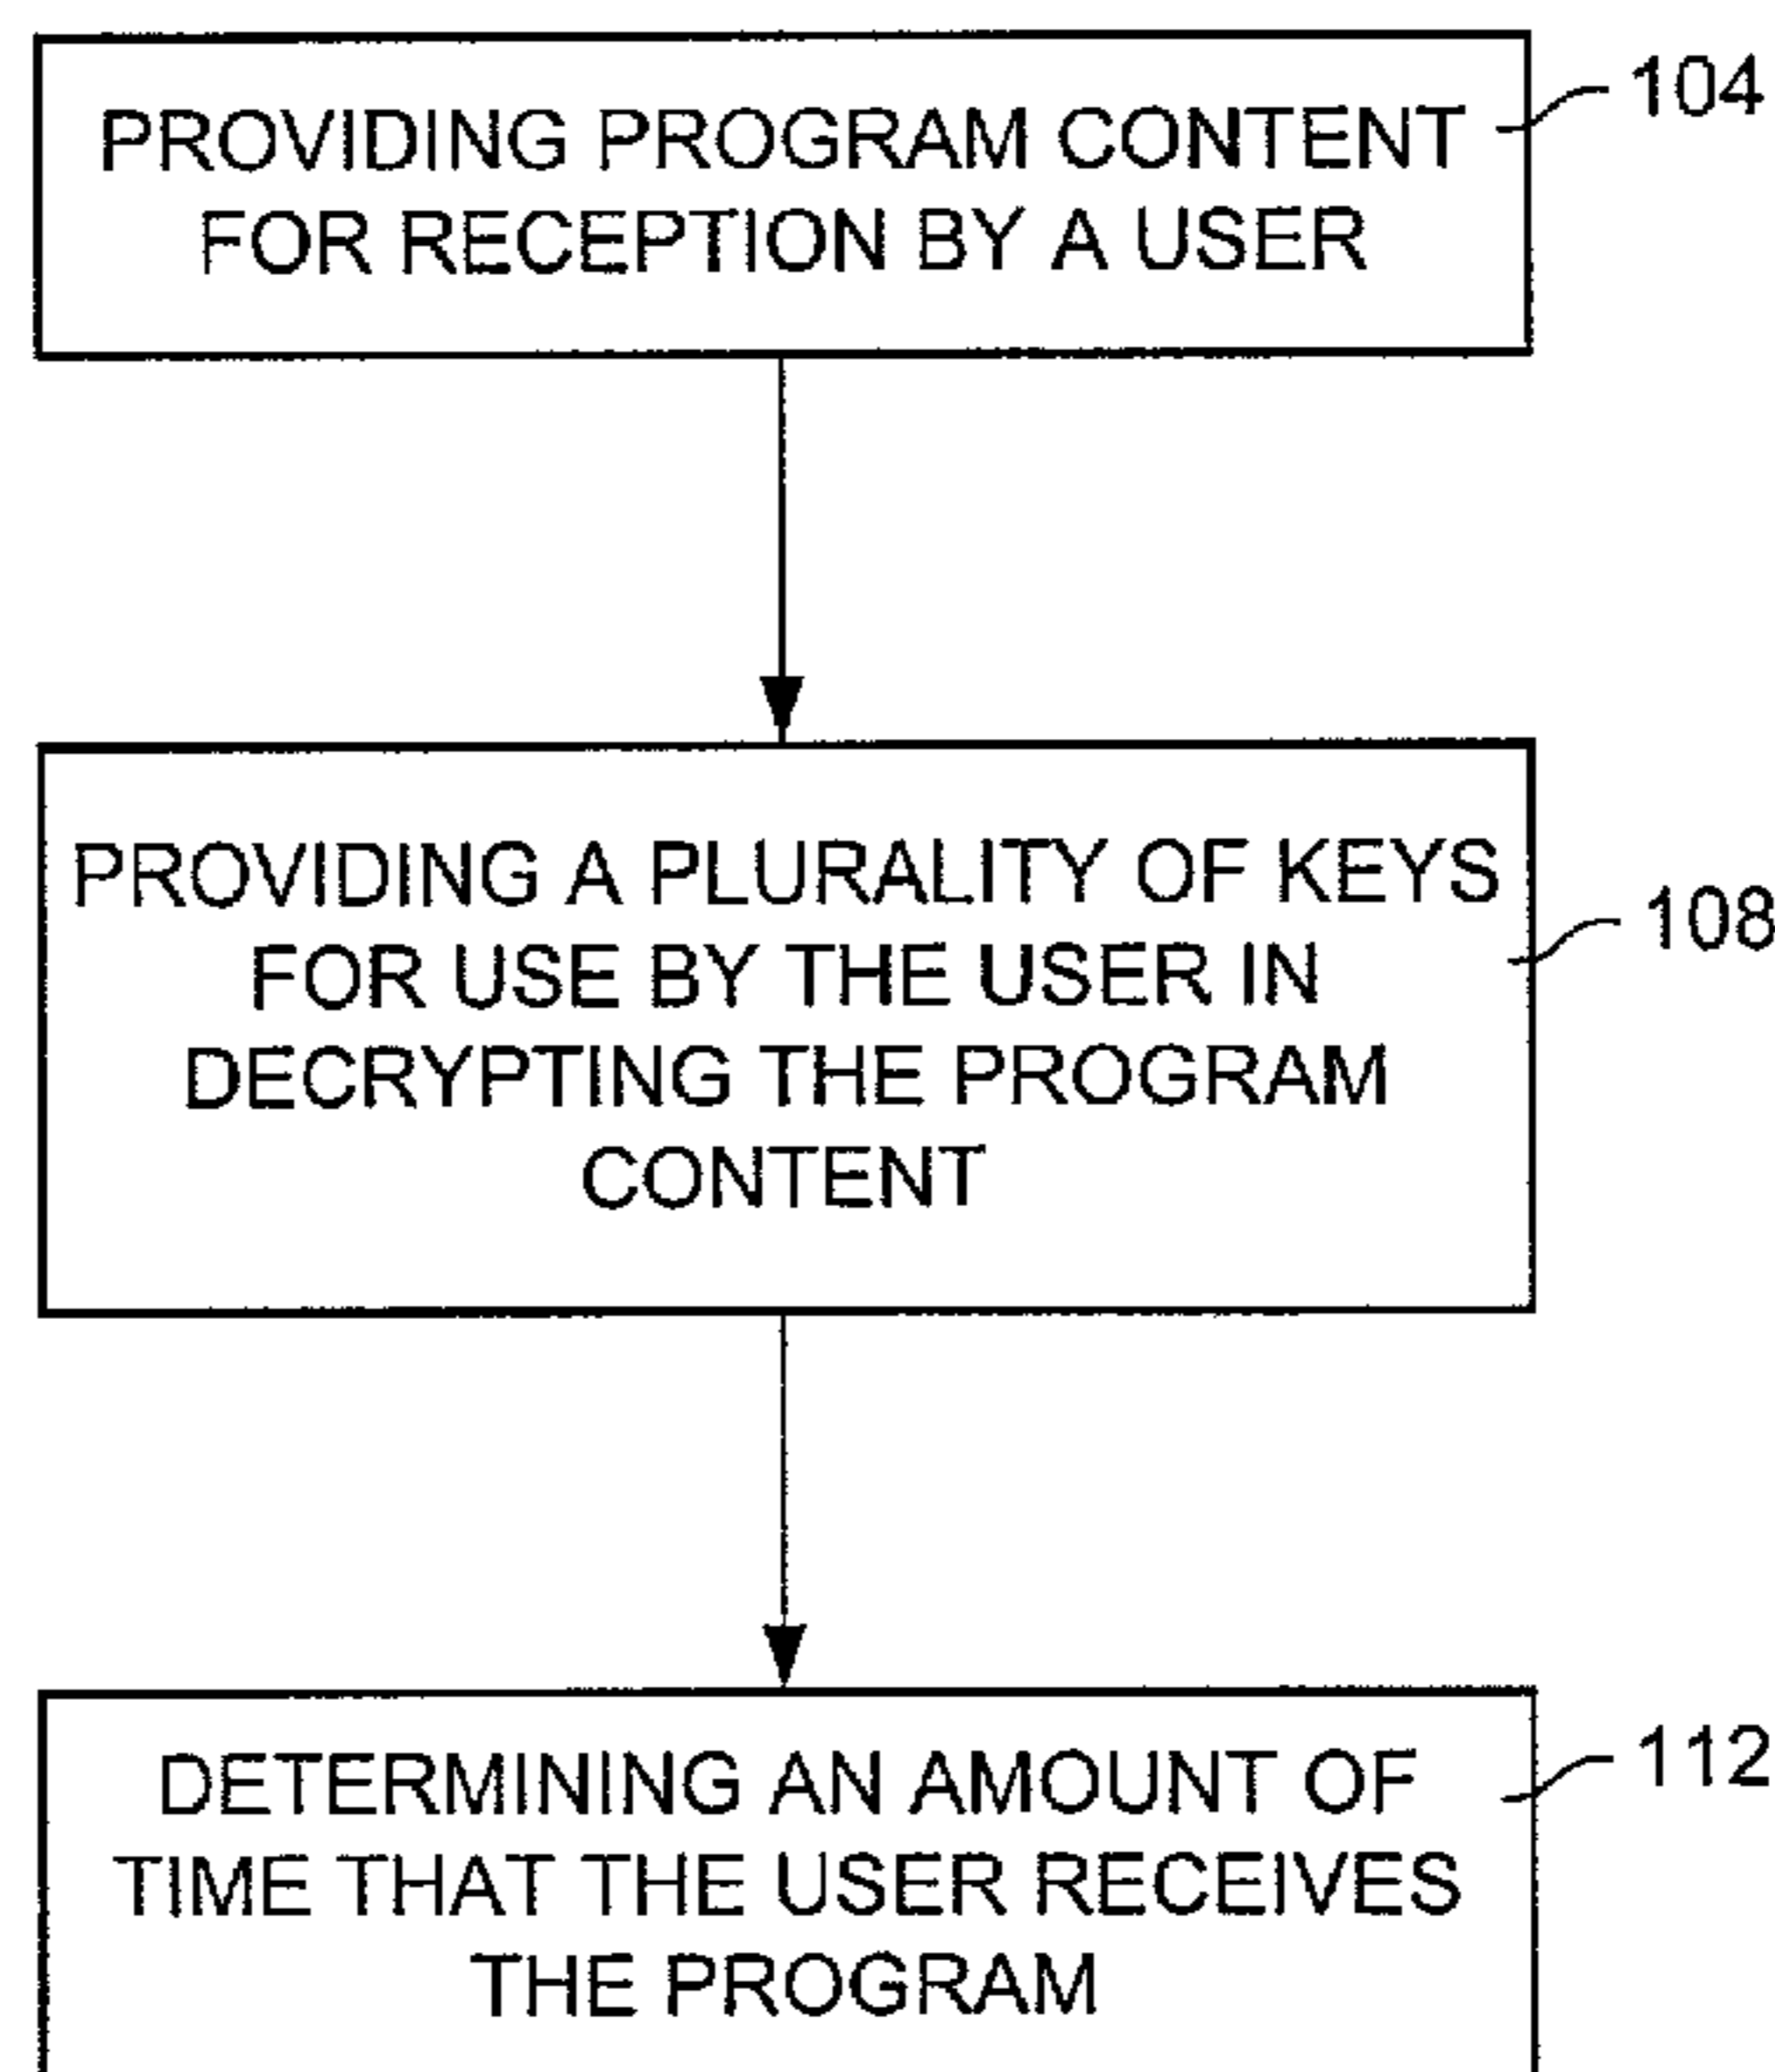 PROVIDING PROGRAM CONTENT
FOR RECEPTION BY A USER
104
PROVIDING A PLURALITY OF KEYS
FOR USE BY THE USER IN
DECRYPTING THE PROGRAM
CONTENT
108
DETERMINING AN AMOUNT OF
TIME THAT THE USER RECEIVES
THE PROGRAM
112